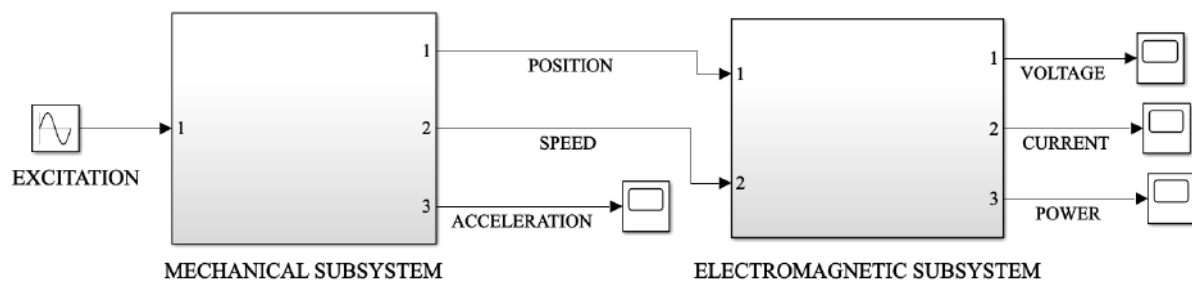 1
POSITION
1
1
VOLTAGE
1
2
SPEED
2
CURRENT
EXCITATION
2
3
ACCELERATION
3
POWER
MECHANICAL SUBSYSTEM
ELECTROMAGNETIC SUBSYSTEM